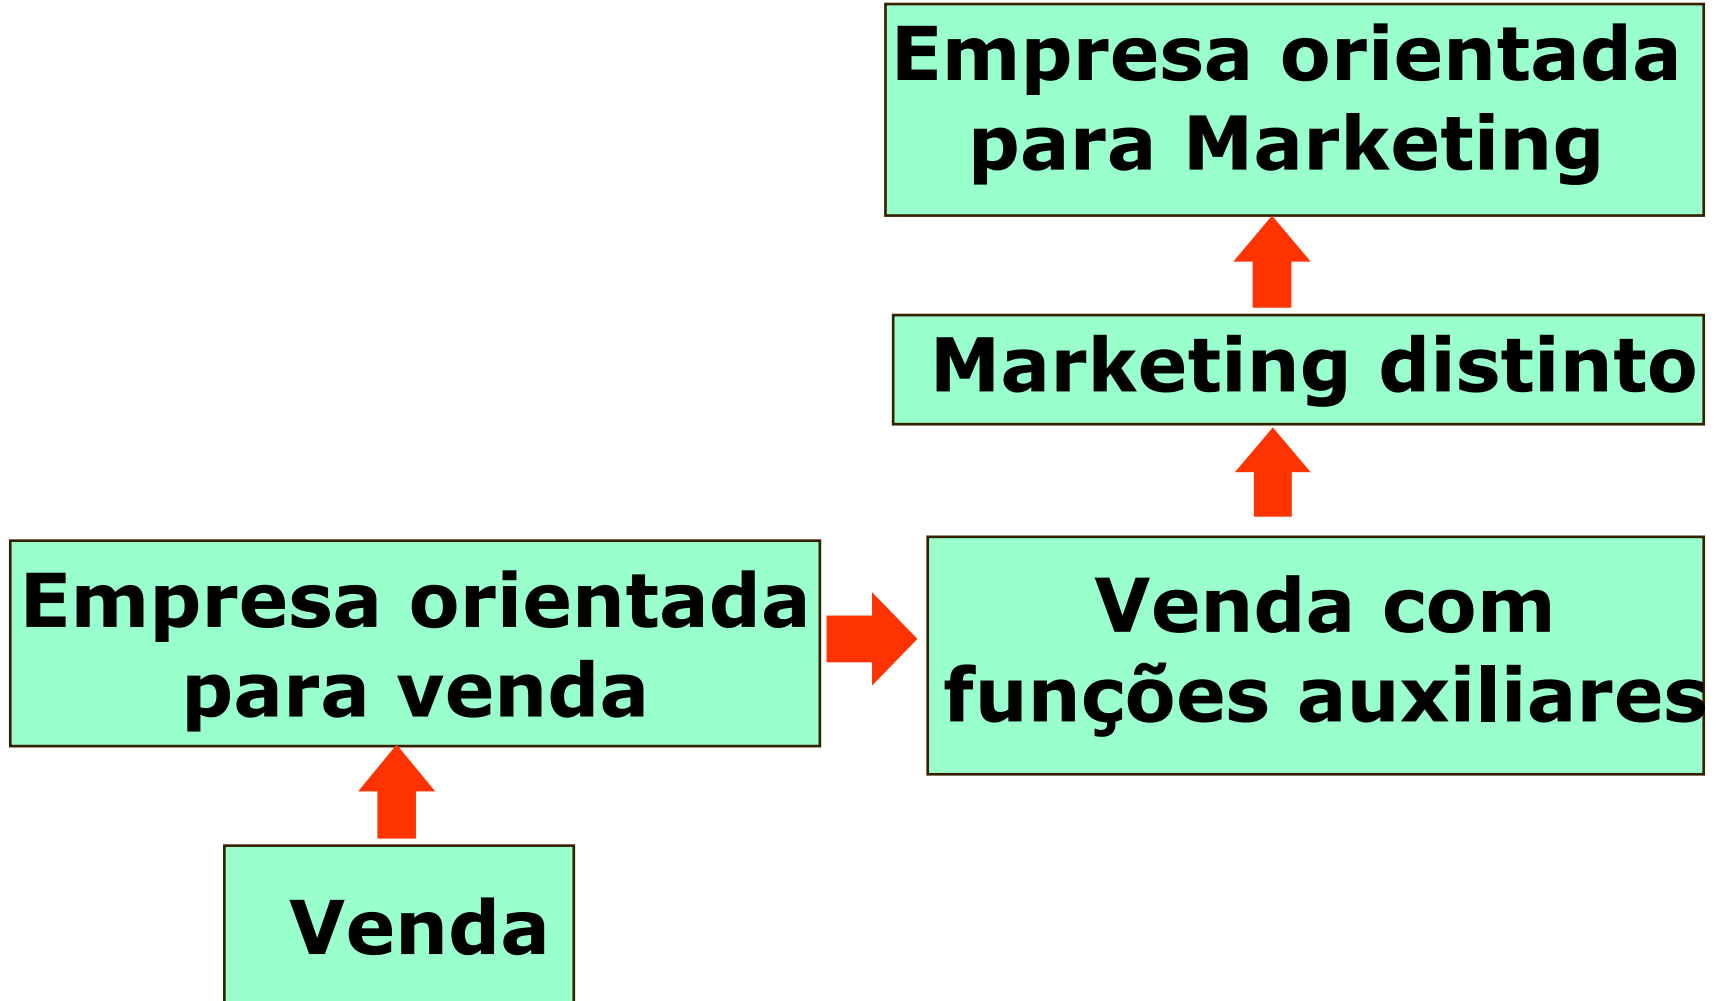 Empresa orientada
para Marketing
Marketing distinto
Empresa orientada
para venda
Venda com
funções auxiliares
Venda